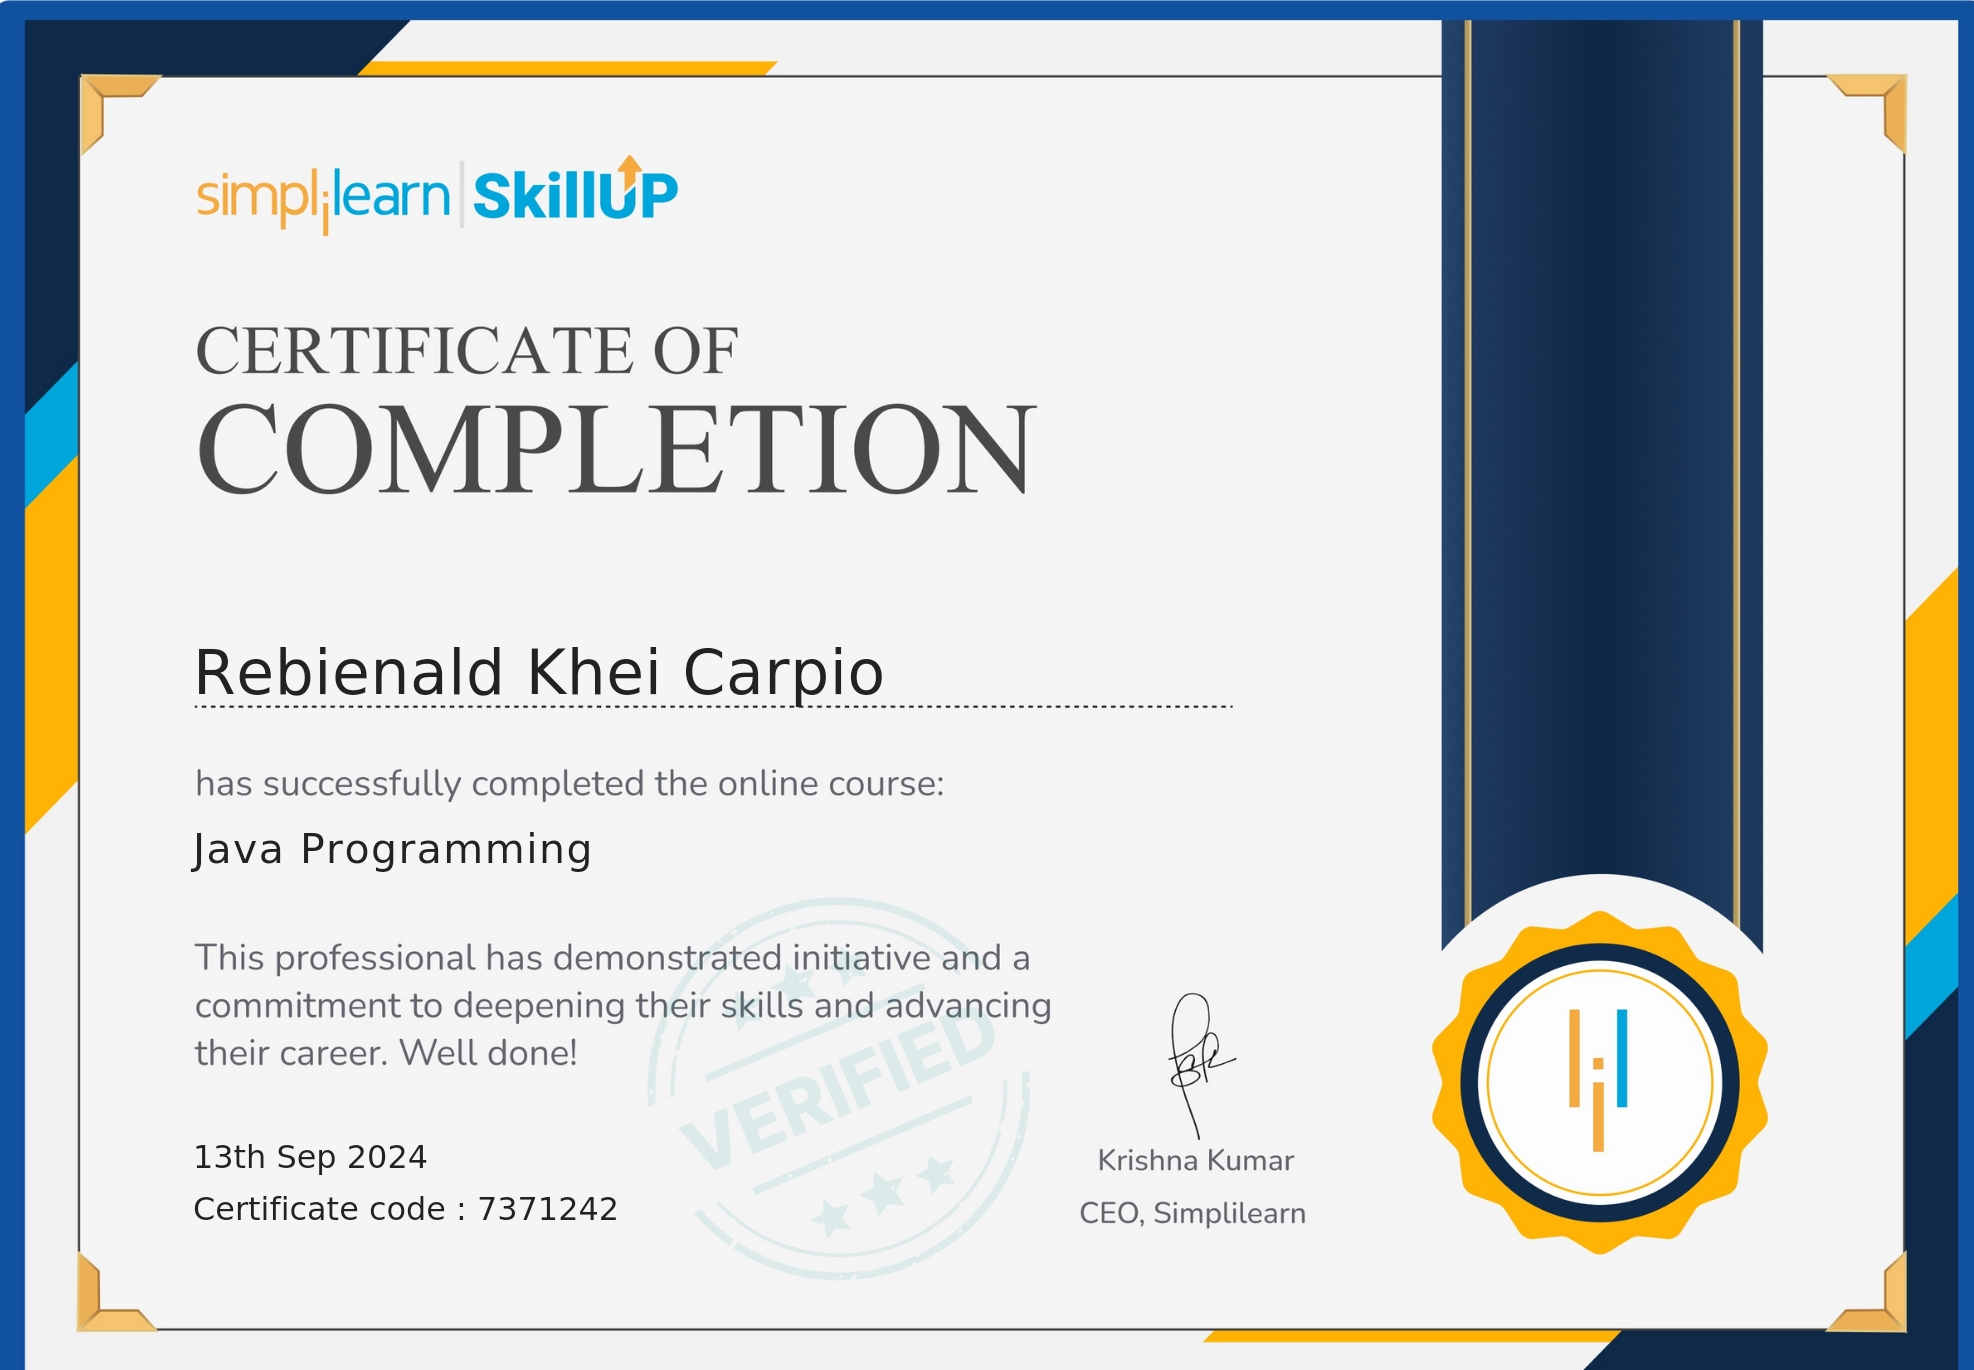 simplilearn | SkillUP
CERTIFICATE OF
COMPLETION
Rebienald Khei Carpio
has successfully completed the online course:
Java Programming
This professional has demonstrated initiative and a
commitment to deepening their skills and advancing
their career. Well done!
VERIFIED
13th Sep 2024
Certificate code : 7371242
Krishna Kumar
CEO, Simplilearn